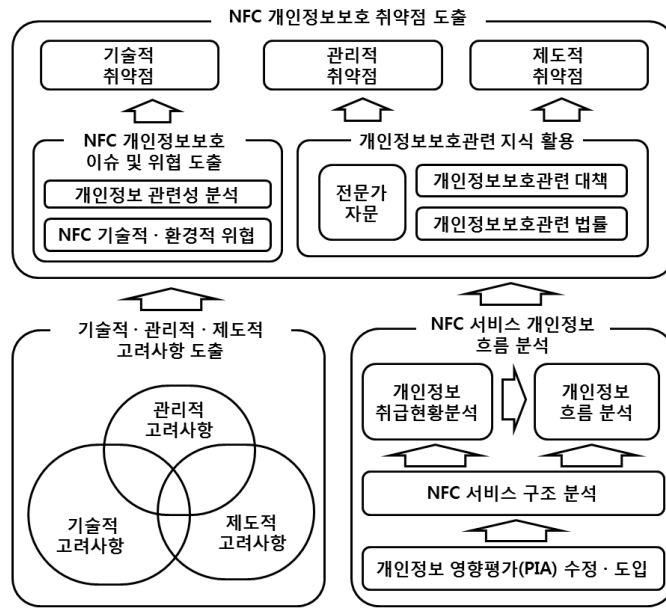 NFC 개인정보보호 취약점 도출
기술적
취약점
관리적
취약점
제도적
취약점
NFC 개인정보보호
이슈 및 위협 도출
개인정보 관련성 분석
NFC 기술적 · 환경적 위협
개인정보보호관련 지식 활용
전문가
자문
개인정보보호관련 대책
개인정보보호관련 법률
기술적 · 관리적 · 제도적
고려사항 도출
관리적
고려사항
기술적
고려사항
제도적
고려사항
NFC 서비스 개인정보
흐름 분석
개인정보
취급현황분석
개인정보
흐름 분석
NFC 서비스 구조 분석
개인정보 영향평가(PIA) 수정 · 도입